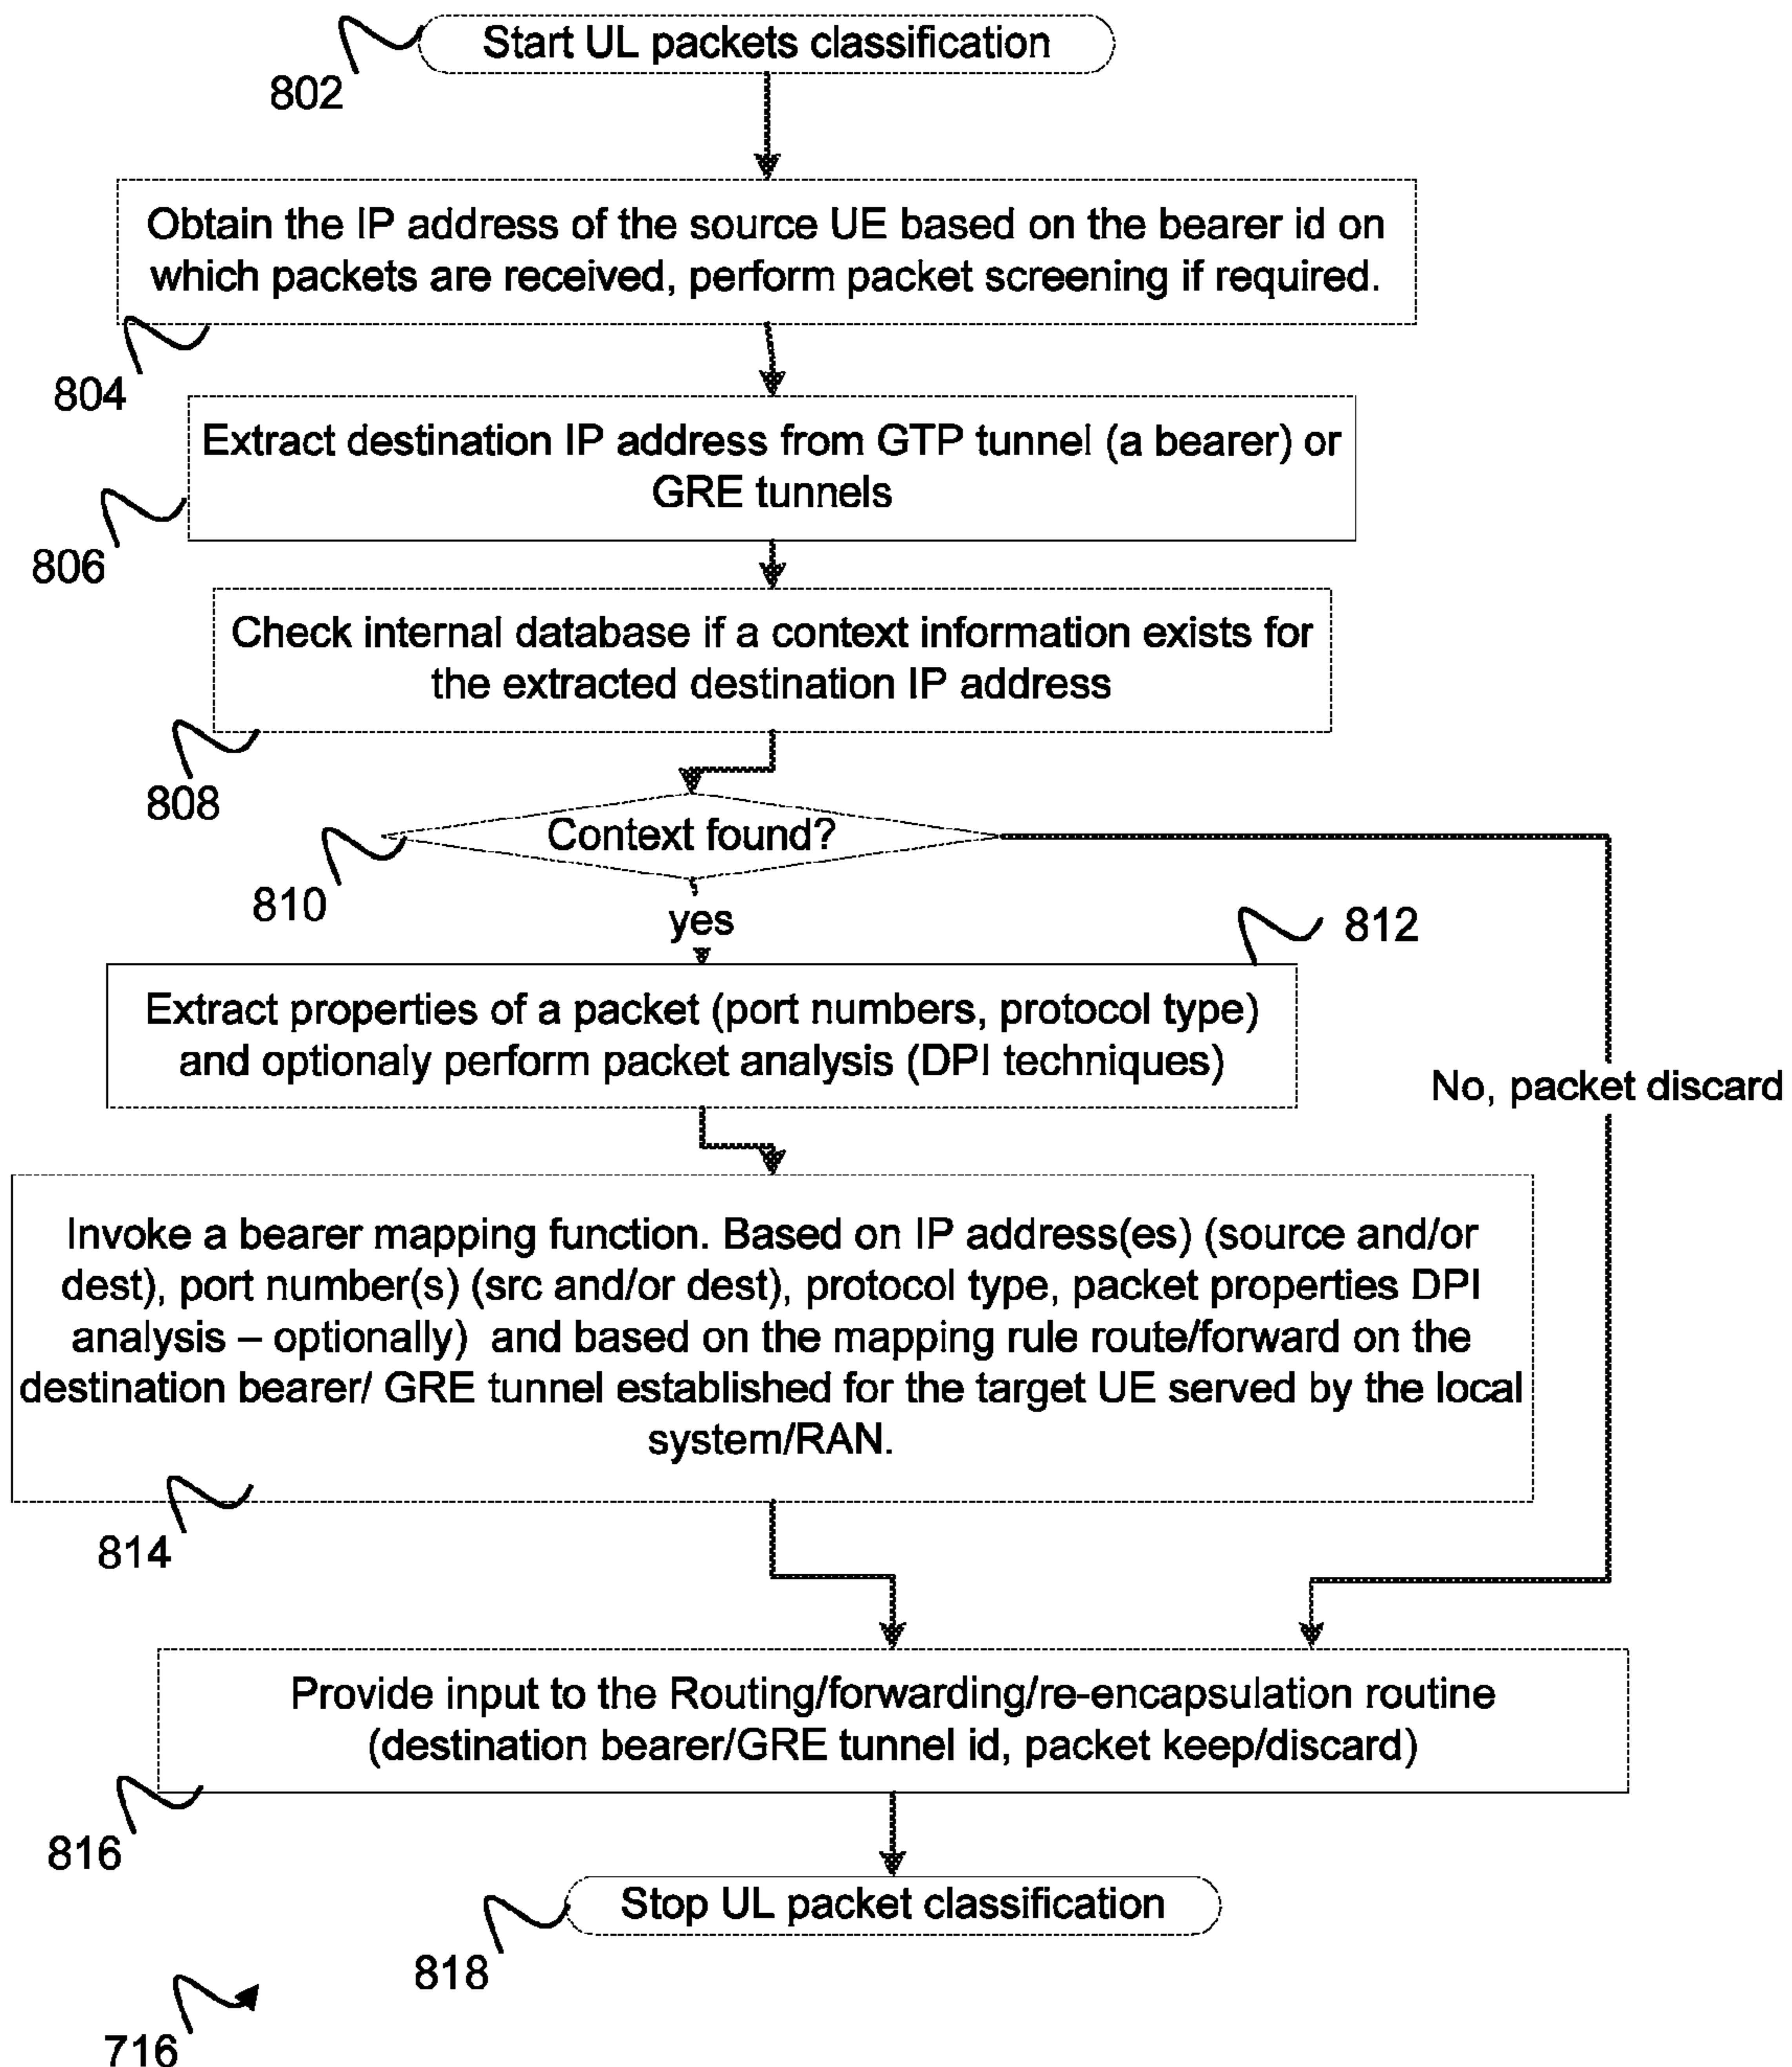 Start UL packets classification
802
Obtain the IP address of the source UE based on the bearer id on
which packets are received, perform packet screening if required.
804
Extract destination IP address from GTP tunnel (a bearer) or
GRE tunnels
806
Check internal database if a context information exists for
the extracted destination IP address
808
Context found?
810
yes
812
Extract properties of a packet (port numbers, protocol type)
and optionaly perform packet analysis (DPI techniques)
No, packet discard
Invoke a bearer mapping function. Based on IP address(es) (source and/or
dest), port number(s) (src and/or dest), protocol type, packet properties DPI
analysis – optionally)  and based on the mapping rule route/forward on the
destination bearer/ GRE tunnel established for the target UE served by the local
system/RAN.
814
Provide input to the Routing/forwarding/re-encapsulation routine
(destination bearer/GRE tunnel id, packet keep/discard)
816
Stop UL packet classification
818
716